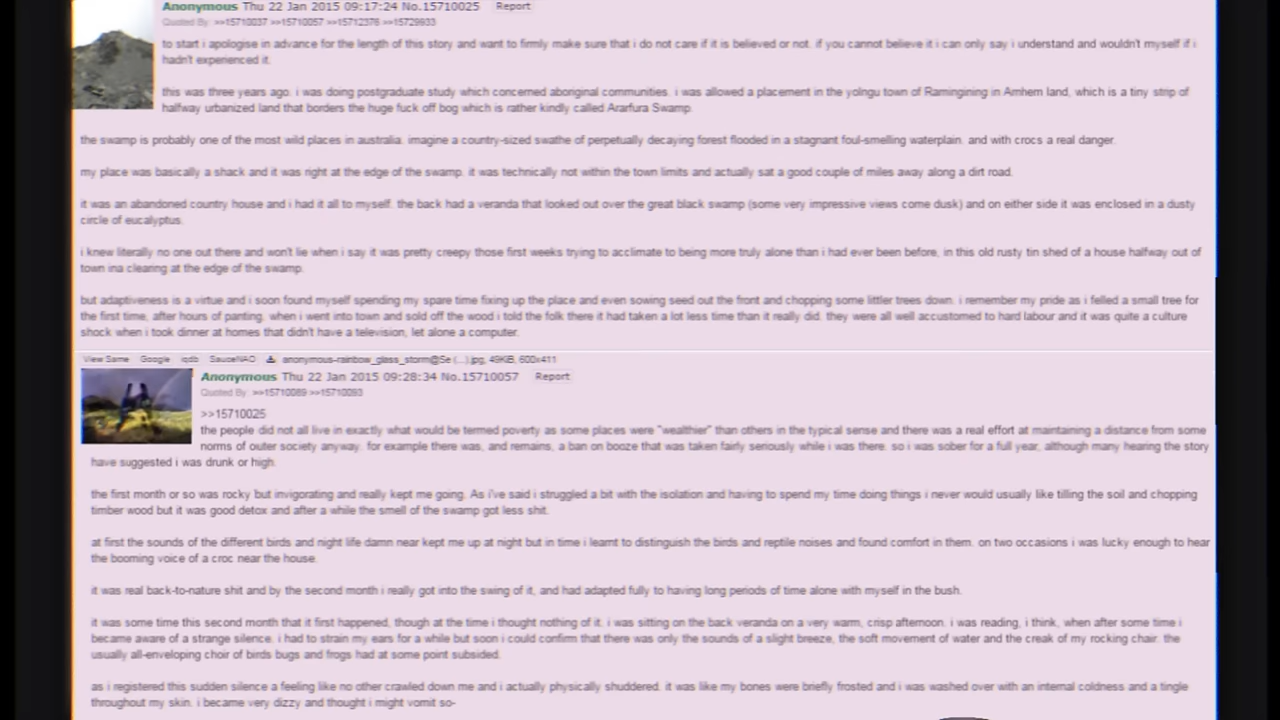 Anonymous Thu 22 Jan 2015 09:17:24 No.15710025 Report
Quoted By: >>15710037 >>15710057 >>15712376 >>15729933
to start i apologise in advance for the length of this story and want to firmly make sure that i do not care if it is believed or not. if you cannot believe it i can only say i understand and wouldn't myself if i
hadn't experienced it.
this was three years ago. i was doing postgraduate study which concerned aboriginal communities. i was allowed a placement in the yolngu town of Ramingining in Arnhem land, which is a tiny strip of
halfway urbanized land that borders the huge fuck off bog which is rather kindly called Ararfura Swamp.
the swamp is probably one of the most wild places in australia. imagine a country-sized swathe of perpetually decaying forest flooded in a stagnant foul-smelling waterplain. and with crocs a real danger.
my place was basically a shack and it was right at the edge of the swamp. it was technically not within the town limits and actually sat a good couple of miles away along a dirt road.
it was an abandoned country house and i had it all to myself. the back had a veranda that looked out over the great black swamp (some very impressive views come dusk) and on either side it was enclosed in a dusty
circle of eucalyptus.
i knew literally no one out there and won't lie when i say it was pretty creepy those first weeks trying to acclimate to being more truly alone than i had ever been before, in this old rusty tin shed of a house halfway out of
town ina clearing at the edge of the swamp.
but adaptiveness is a virtue and i soon found myself spending my spare time fixing up the place and even sowing seed out the front and chopping some littler trees down. i remember my pride as i felled a small tree for
the first time, after hours of panting. when i went into town and sold off the wood i told the folk there it had taken a lot less time than it really did. they were all well accustomed to hard labour and it was quite a culture
shock when i took dinner at homes that didn't have a television, let alone a computer.
View Same Google iqdb SauceNAO anonymous-rainbow_glass_storm@Se (...).jpg, 49KiB, 600x411
Anonymous Thu 22 Jan 2015 09:28:34 No.15710057 Report
Quoted By: >>15710089 >>15710093
>>15710025
the people did not all live in exactly what would be termed poverty as some places were "wealthier" than others in the typical sense and there was a real effort at maintaining a distance from some
norms of outer society anyway. for example there was, and remains, a ban on booze that was taken fairly seriously while i was there. so i was sober for a full year, although many hearing the story
have suggested i was drunk or high.
the first month or so was rocky but invigorating and really kept me going. As i've said i struggled a bit with the isolation and having to spend my time doing things i never would usually like tilling the soil and chopping
timber wood but it was good detox and after a while the smell of the swamp got less shit.
at first the sounds of the different birds and night life damn near kept me up at night but in time i learnt to distinguish the birds and reptile noises and found comfort in them. on two occasions i was lucky enough to hear
the booming voice of a croc near the house.
it was real back-to-nature shit and by the second month i really got into the swing of it, and had adapted fully to having long periods of time alone with myself in the bush.
it was some time this second month that it first happened, though at the time i thought nothing of it. i was sitting on the back veranda on a very warm, crisp afternoon. i was reading, i think, when after some time i
became aware of a strange silence. i had to strain my ears for a while but soon i could confirm that there was only the sounds of a slight breeze, the soft movement of water and the creak of my rocking chair. the
usually all-enveloping choir of birds bugs and frogs had at some point subsided.
as i registered this sudden silence a feeling like no other crawled down me and i actually physically shuddered. it was like my bones were briefly frosted and i was washed over with an internal coldness and a tingle
throughout my skin. i became very dizzy and thought i might vomit so-